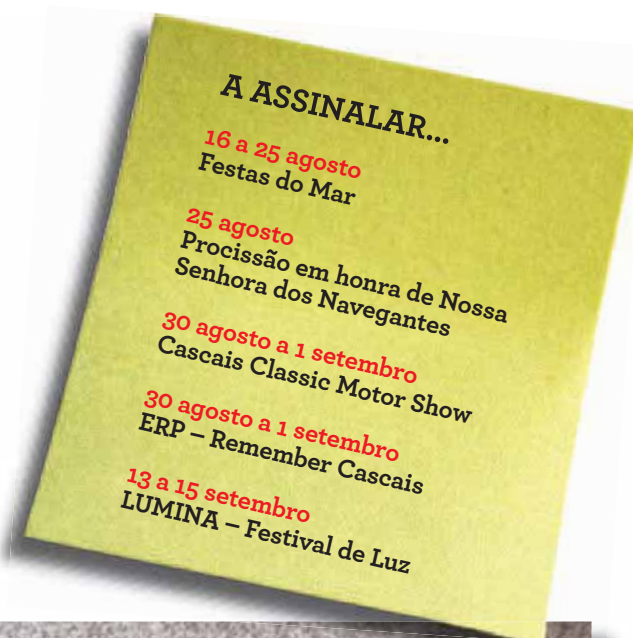 A ASSINALAR...
16 a 25 agosto
Festas do Mar
25 agosto
Procissão em honra de Nossa
Senhora dos Navegantes
30 agosto a 1 setembro
Cascais Classic Motor Show
30 agosto a 1 setembro
ERP – Remember Cascais
13 a 15 setembro
LUMINA – Festival de Luz